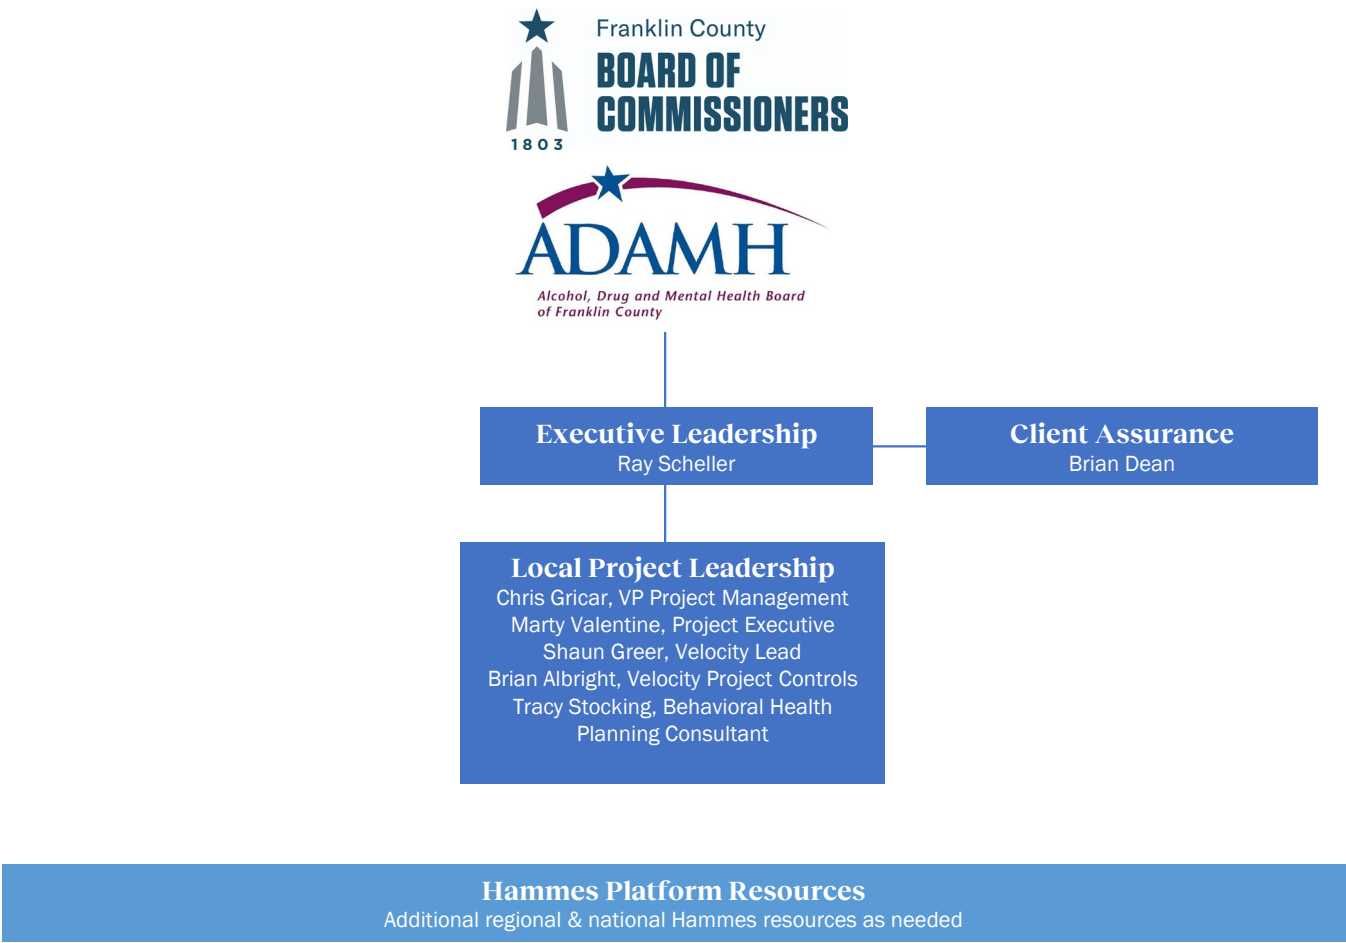 Franklin County
BOARD OF
COMMISSIONERS
1803
ADAMH
Alcohol, Drug and Mental Health Board
of Franklin County
Executive Leadership
Ray Scheller
Client Assurance
Brian Dean
Local Project Leadership
Chris Gricar, VP Project Management
Marty Valentine, Project Executive
Shaun Greer, Velocity Lead
Brian Albright, Velocity Project Controls
Tracy Stocking, Behavioral Health
Planning Consultant
Hammes Platform Resources
Additional regional & national Hammes resources as needed